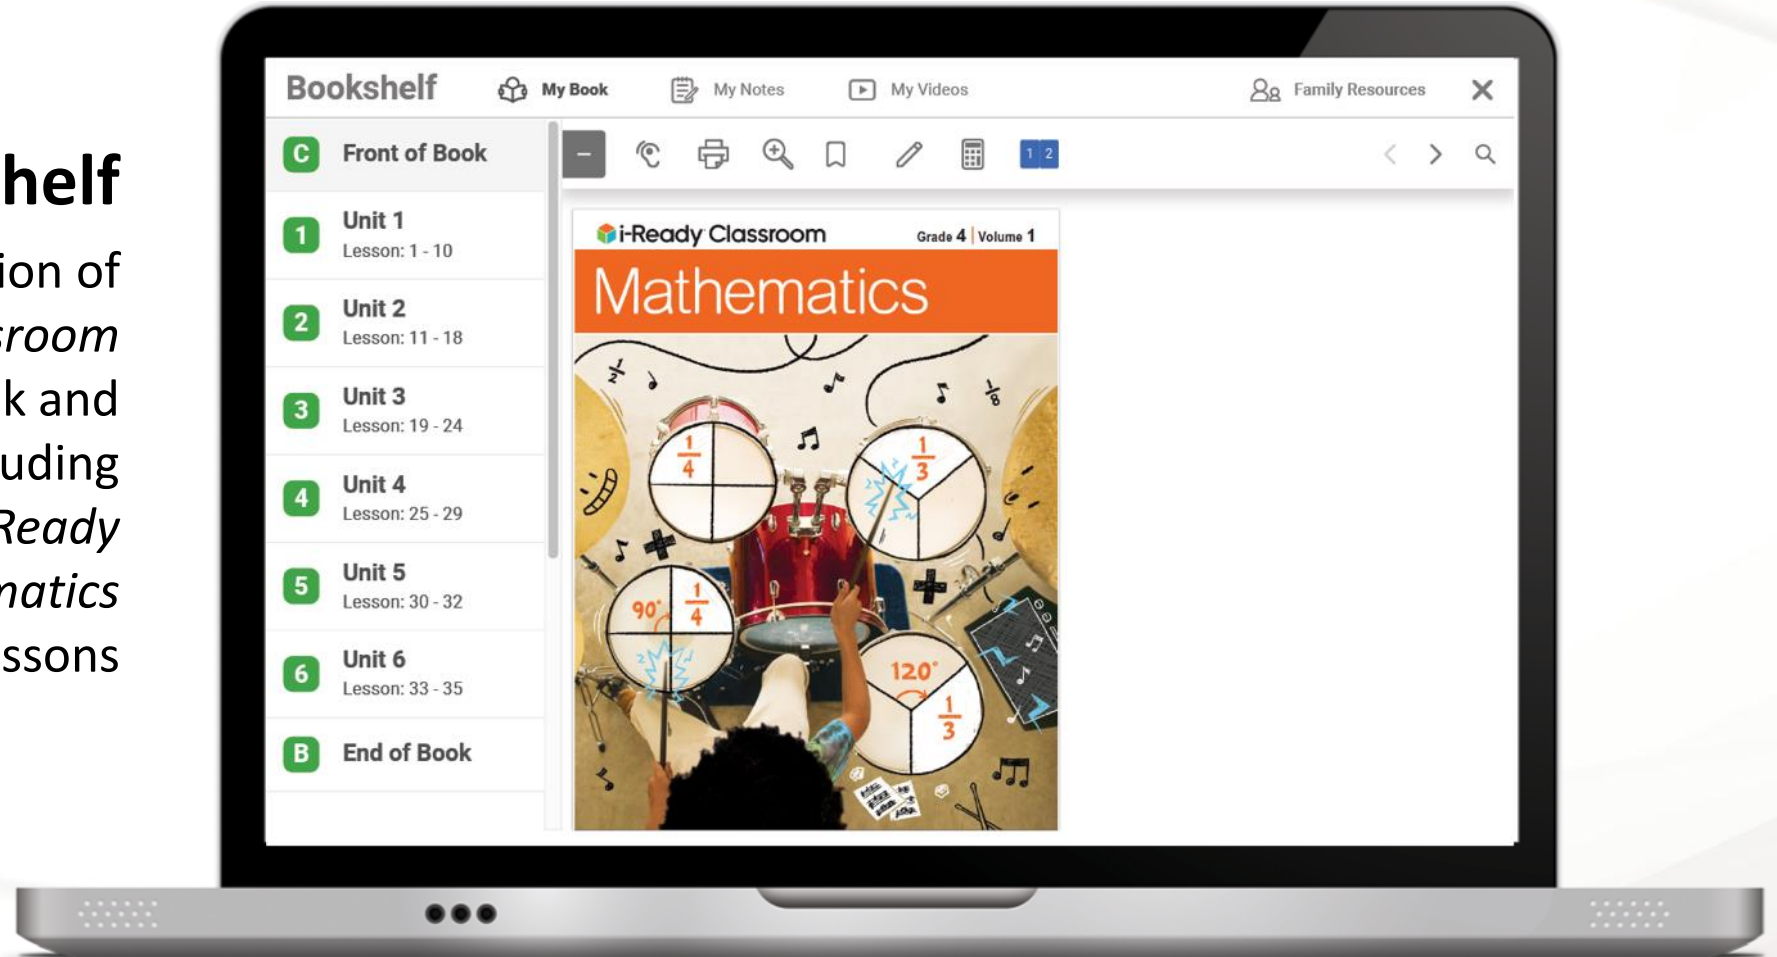 helf
ion of
sroom
k and
uding
Ready
matics
ssons
Bookshelf My Book My Notes My Videos Family Resources
C Front of Book
1 2
1 Unit 1
Lesson: 1 - 10
2 Unit 2
Lesson: 11 - 18
3 Unit 3
Lesson: 19 - 24
4 Unit 4
Lesson: 25 - 29
5 Unit 5
Lesson: 30 - 32
6 Unit 6
Lesson: 33 - 35
B End of Book
i-Ready Classroom Grade 4 | Volume 1
Mathematics
1/2
1/8
1/4
1/3
90°
1/4
120°
1/3